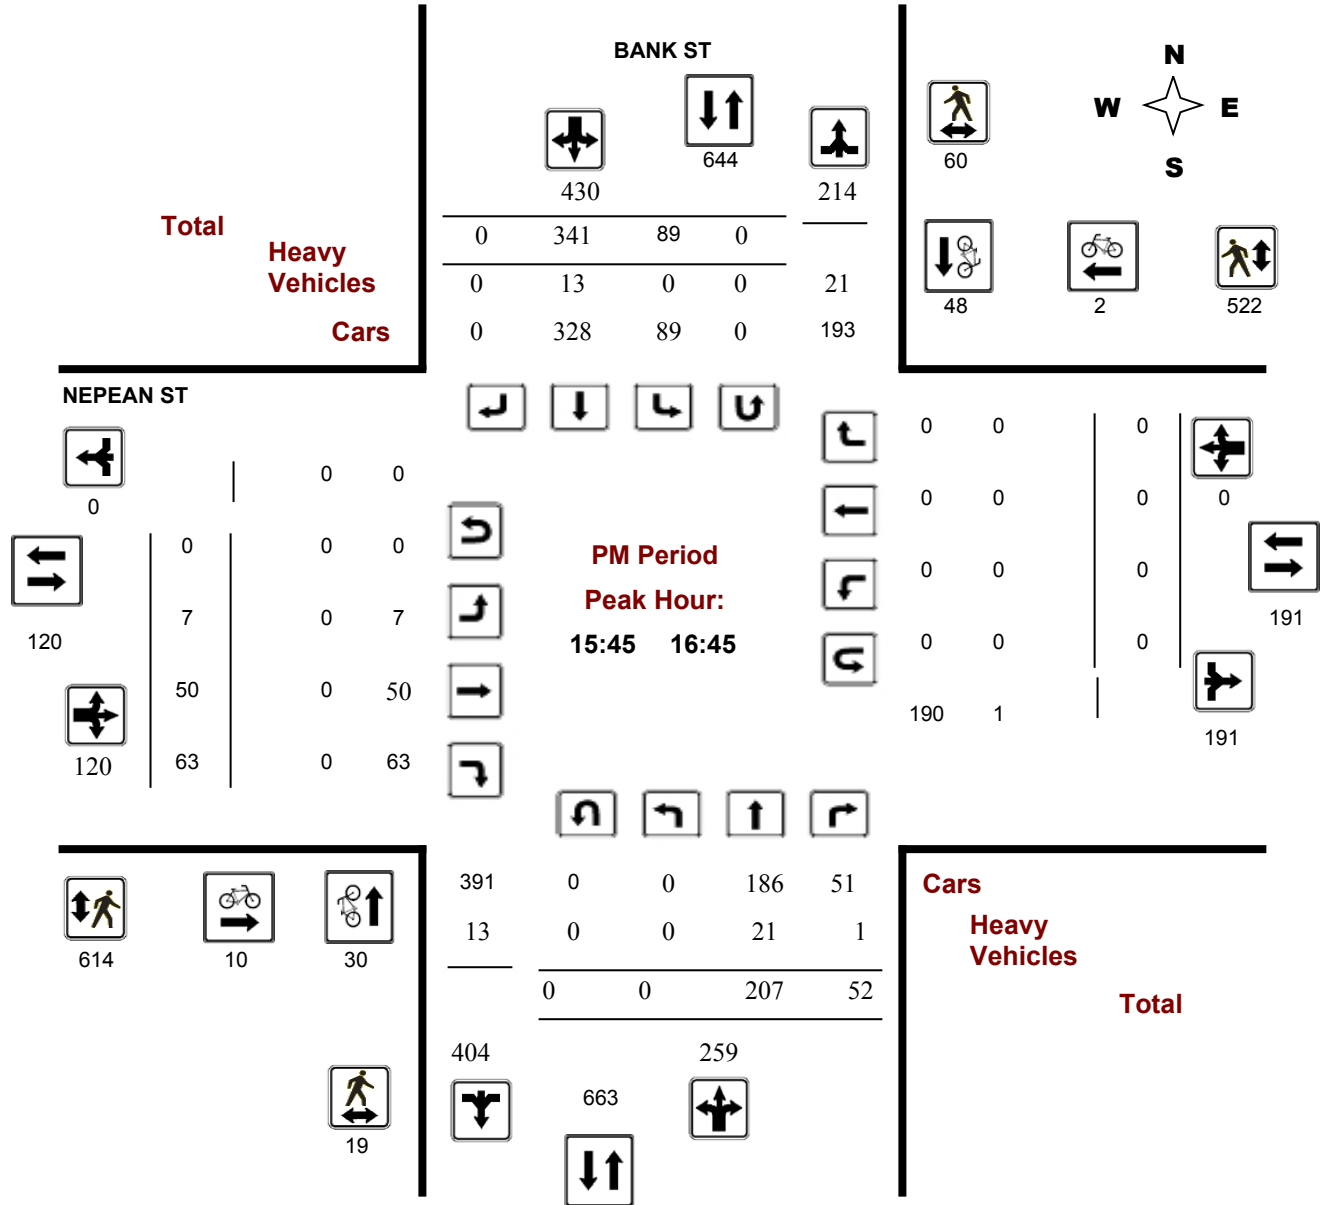 BANK ST
N
W E
S
644
60
430
214
Total
0 341 89 0
Heavy
Vehicles
0 13 0 0 21
48 2 522
Cars
0 328 89 0 193
NEPEAN ST
0 0 0
0 0
0
0 0 0 0
0 0 0
PM Period
0 0 0
7 0 7
Peak Hour:
191
120
15:45 16:45
0 0 0
50 0 50
190 1
191
120
63 0 63
391 0 0 186 51
Cars
13 0 0 21 1
Heavy
Vehicles
614 10 30
0 0 207 52
Total
404 259
663
19